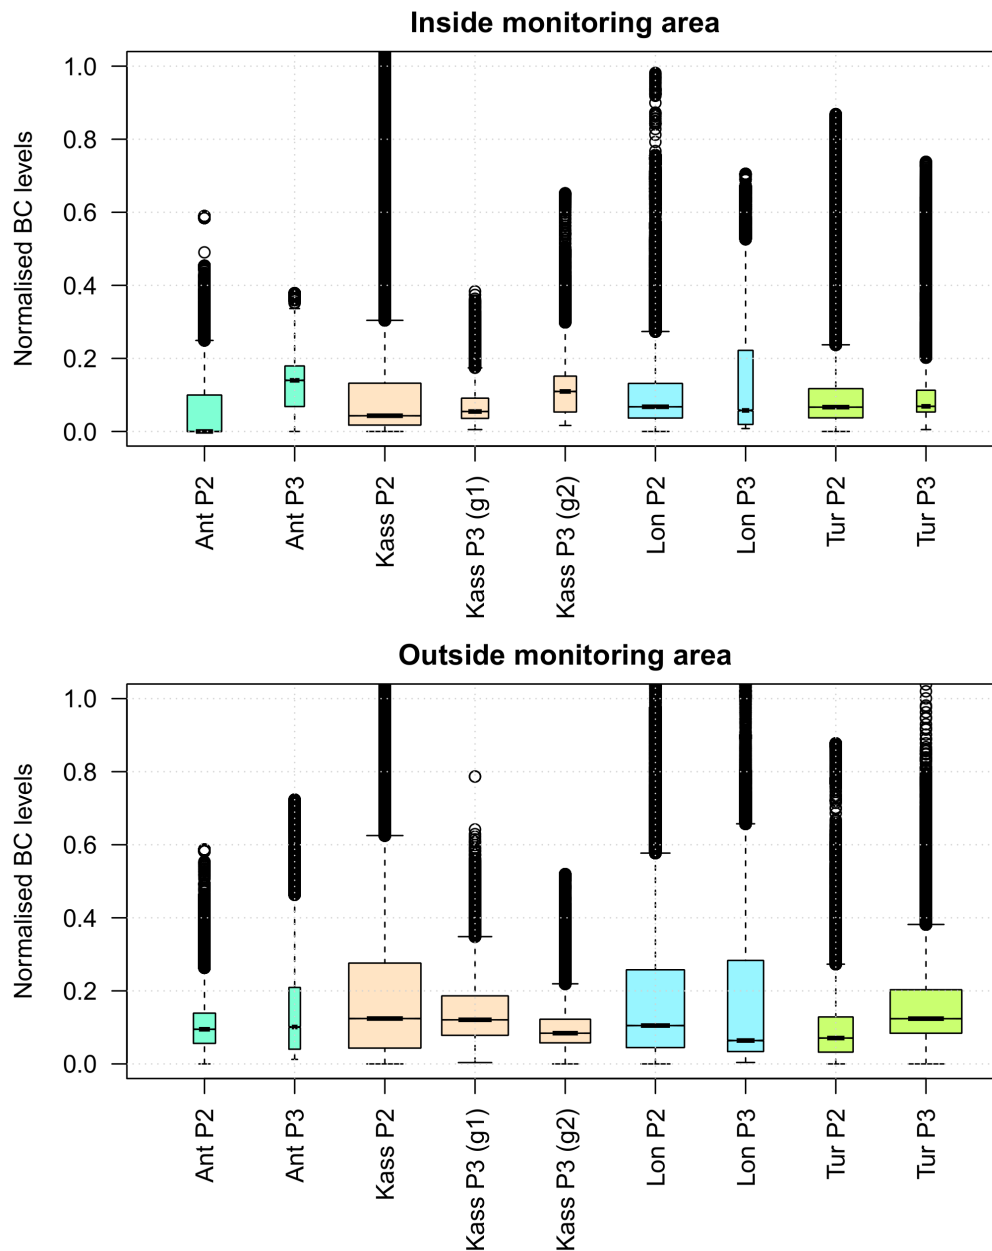 Inside monitoring area
Normalised BC levels
1.0
0.8
0.6
0.4
0.2
0.0
Ant P2
Ant P3
Kass P2
Kass P3 (g1)
Kass P3 (g2)
Lon P2
Lon P3
Tur P2
Tur P3
Outside monitoring area
Normalised BC levels
1.0
0.8
0.6
0.4
0.2
0.0
Ant P2
Ant P3
Kass P2
Kass P3 (g1)
Kass P3 (g2)
Lon P2
Lon P3
Tur P2
Tur P3